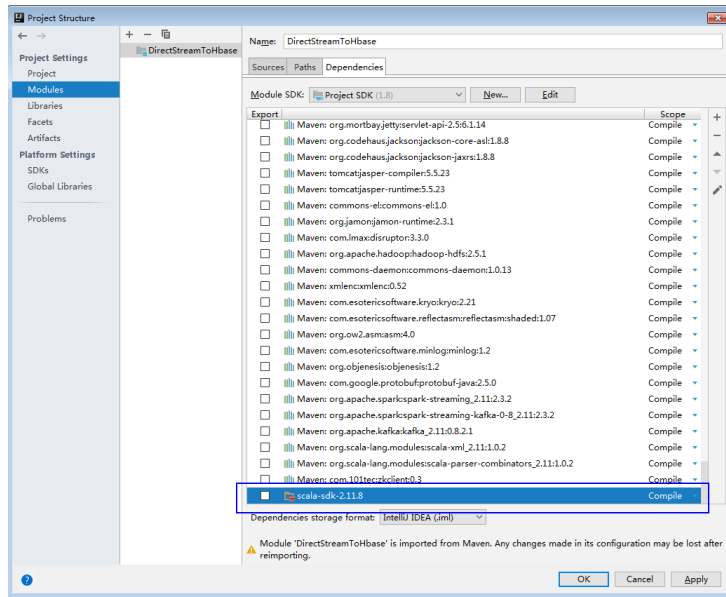 Project Structure
Project Settings
Project
Modules
Libraries
Facets
Artifacts
Platform Settings
SDKs
Global Libraries
Problems
DirectStreamToHbase
Name: DirectStreamToHbase
Sources Paths Dependencies
Module SDK: Project SDK (1.8) New... Edit
Export Scope
Maven: org.mortbay.jetty:servlet-api-2.5:6.1.14 Compile
Maven: org.codehaus.jackson:jackson-core-asl:1.8.8 Compile
Maven: org.codehaus.jackson:jackson-jaxrs:1.8.8 Compile
Maven: tomcat:jasper-compiler:5.5.23 Compile
Maven: tomcat:jasper-runtime:5.5.23 Compile
Maven: commons-el:commons-el:1.0 Compile
Maven: org.jamon:jamon-runtime:2.3.1 Compile
Maven: com.lmax:disruptor:3.3.0 Compile
Maven: org.apache.hadoop:hadoop-hdfs:2.5.1 Compile
Maven: commons-daemon:commons-daemon:1.0.13 Compile
Maven: xmlenc:xmlenc:0.52 Compile
Maven: com.esotericsoftware.kryo:kryo:2.21 Compile
Maven: com.esotericsoftware.reflectasm:reflectasm:shaded:1.07 Compile
Maven: org.ow2.asm:asm:4.0 Compile
Maven: com.esotericsoftware.minlog:minlog:1.2 Compile
Maven: org.objenesis:objenesis:1.2 Compile
Maven: com.google.protobuf:protobuf-java:2.5.0 Compile
Maven: org.apache.spark:spark-streaming_2.11:2.3.2 Compile
Maven: org.apache.spark:spark-streaming-kafka-0-8_2.11:2.3.2 Compile
Maven: org.apache.kafka:kafka_2.11:0.8.2.1 Compile
Maven: org.scala-lang.modules:scala-xml_2.11:1.0.2 Compile
Maven: org.scala-lang.modules:scala-parser-combinators_2.11:1.0.2 Compile
Maven: com.101tec:zkclient:0.3 Compile
scala-sdk-2.11.8 Compile
Dependencies storage format: IntelliJ IDEA (.iml)
Module 'DirectStreamToHbase' is imported from Maven. Any changes made in its configuration may be lost after
reimporting.
OK Cancel Apply